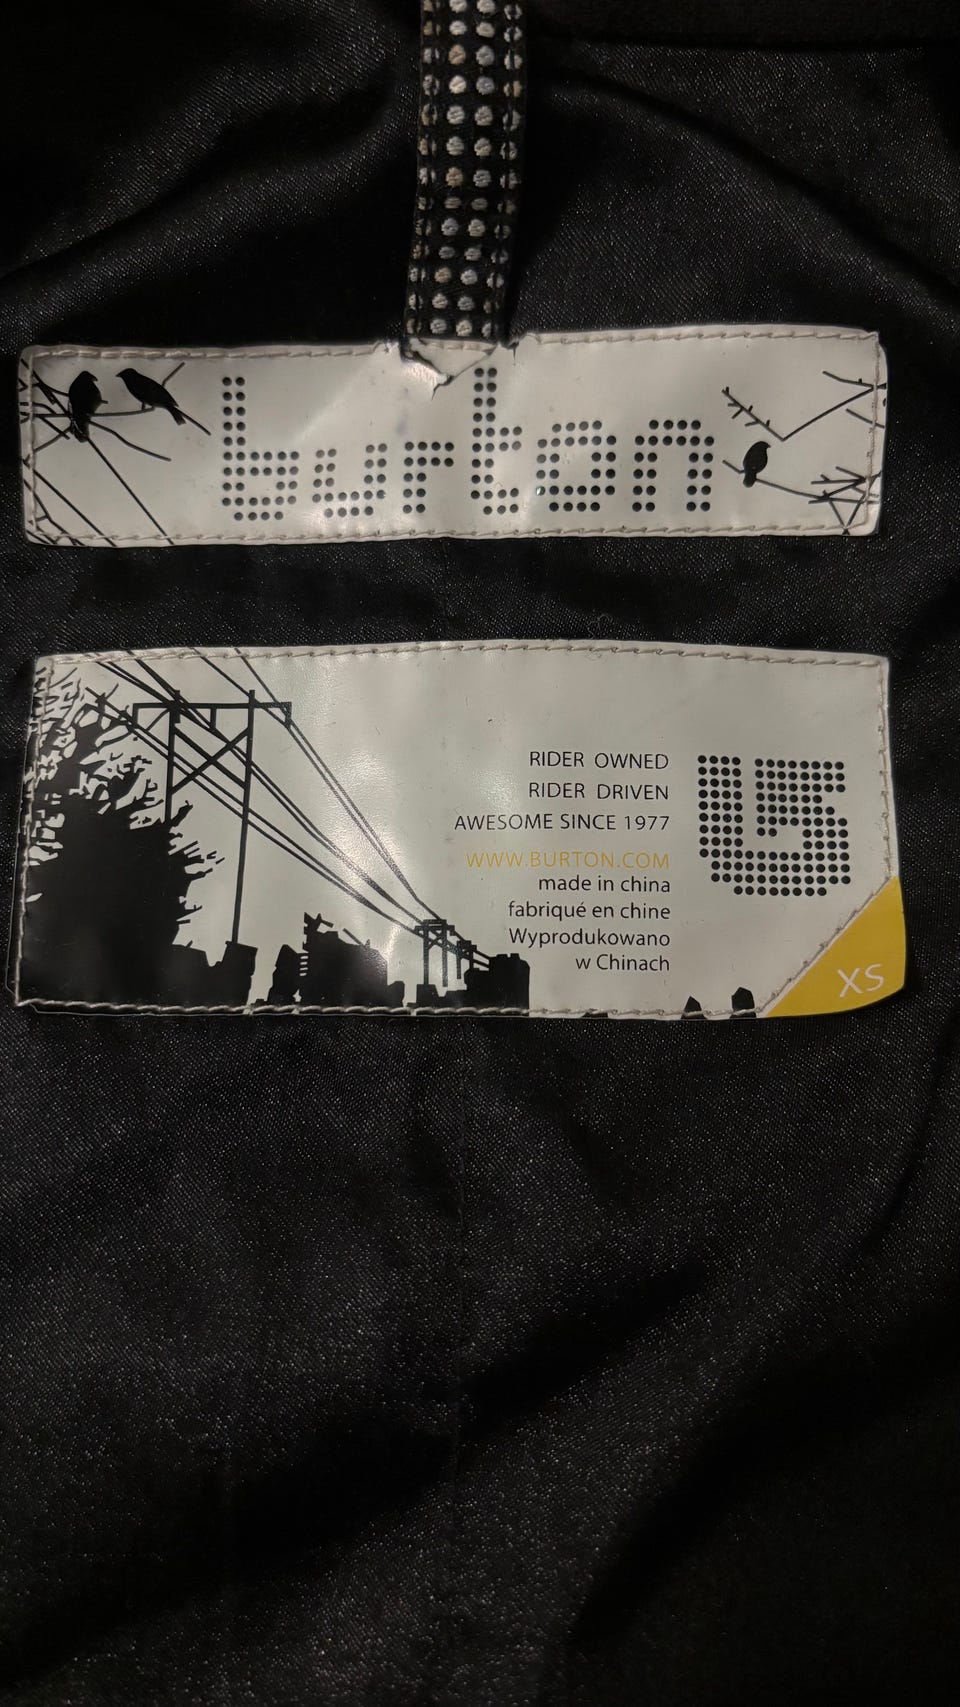 burton
RIDER OWNED
RIDER DRIVEN
AWESOME SINCE 1977
WWW.BURTON.COM
made in china
fabriqué en chine
Wyprodukowano
w Chinach
XS